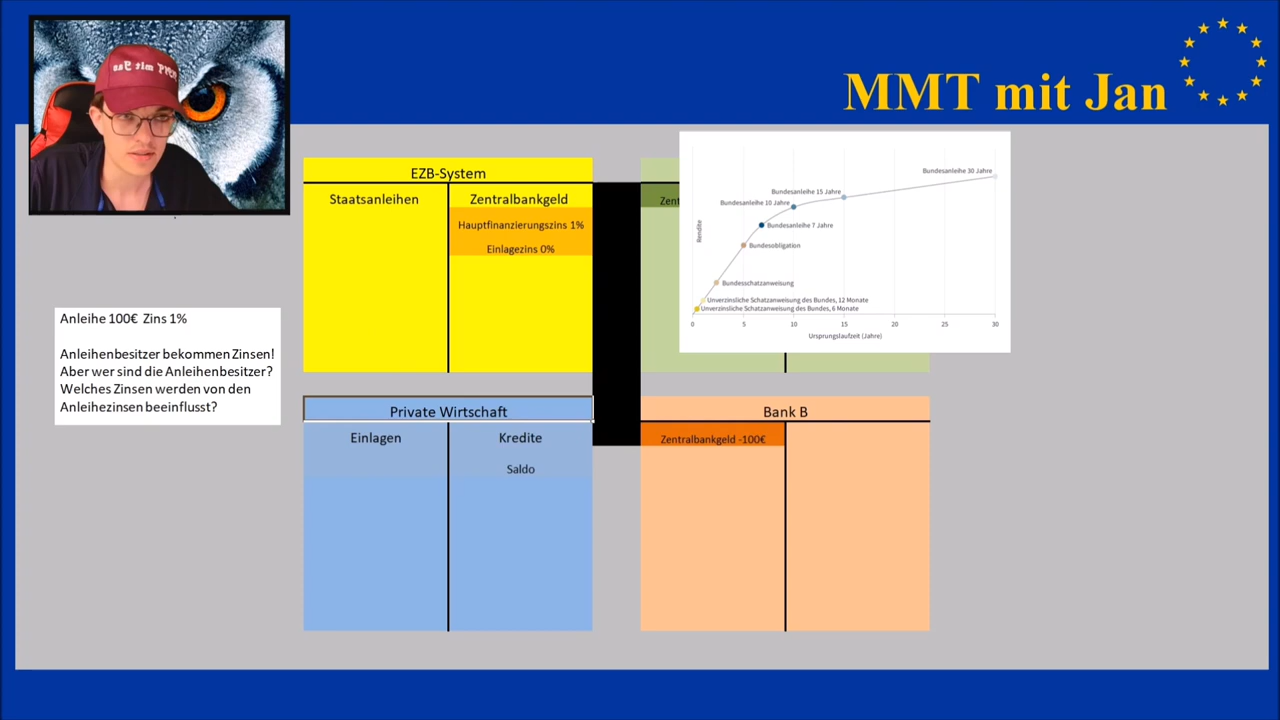 MMT mit Jan
MMT mit Jan
EZB-System
Staatsanleihen
Zentralbankgeld
Hauptfinanzierungszins 1%
Einlagezins 0%
Zent
Bundesanleihe 30 Jahre
Bundesanleihe 15 Jahre
Bundesanleihe 10 Jahre
Bundesanleihe 7 Jahre
Bundesobligation
Bundesschatzanweisung
Unverzinsliche Schatzanweisung des Bundes, 12 Monate
Unverzinsliche Schatzanweisung des Bundes, 6 Monate
Rendite
0 5 10 15 20 25 30
Ursprungslaufzeit (Jahre)
Anleihe 100€ Zins 1%
Anleihenbesitzer bekommen Zinsen!
Aber wer sind die Anleihenbesitzer?
Welches Zinsen werden von den
Anleihezinsen beeinflusst?
Private Wirtschaft
Einlagen
Kredite
Saldo
Bank B
Zentralbankgeld -100€